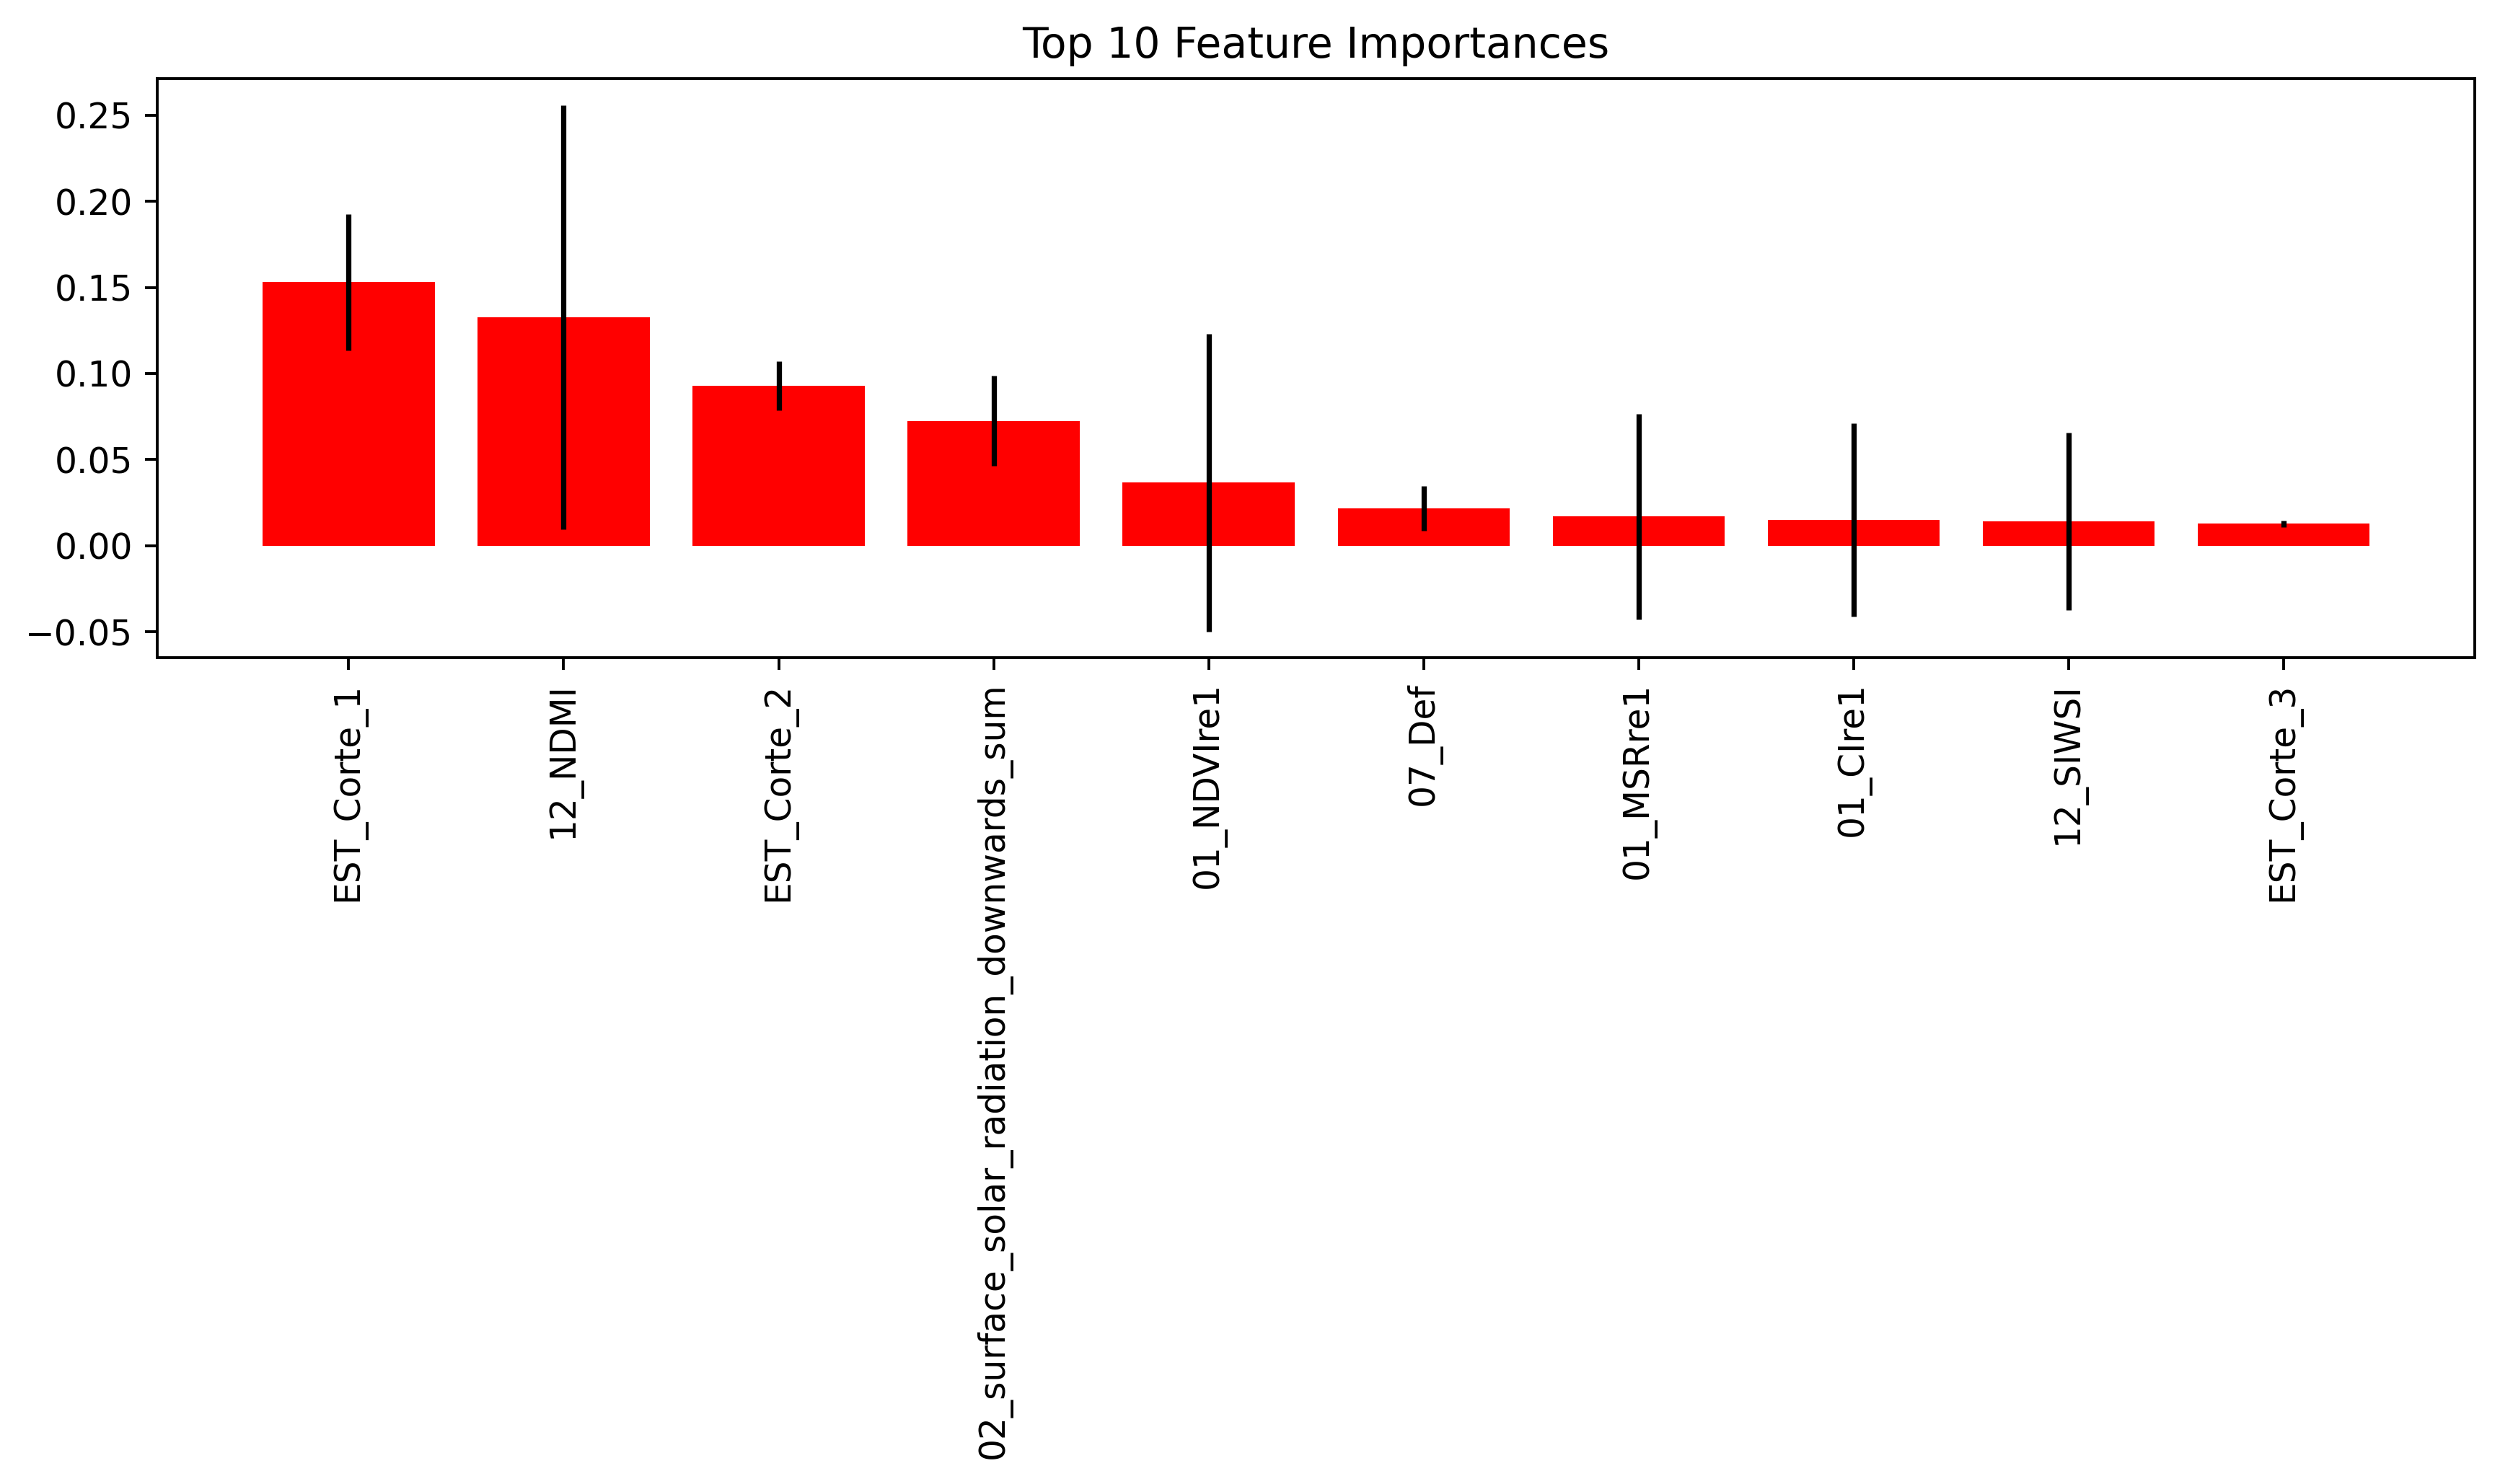 Top 10 Feature Importances
0.25
0.20
0.15
0.10
0.05
0.00
−0.05
EST_Corte_1
12_NDMI
EST_Corte_2
02_surface_solar_radiation_downwards_sum
01_NDVIre1
07_Def
01_MSRre1
01_CIre1
12_SIWSI
EST_Corte_3